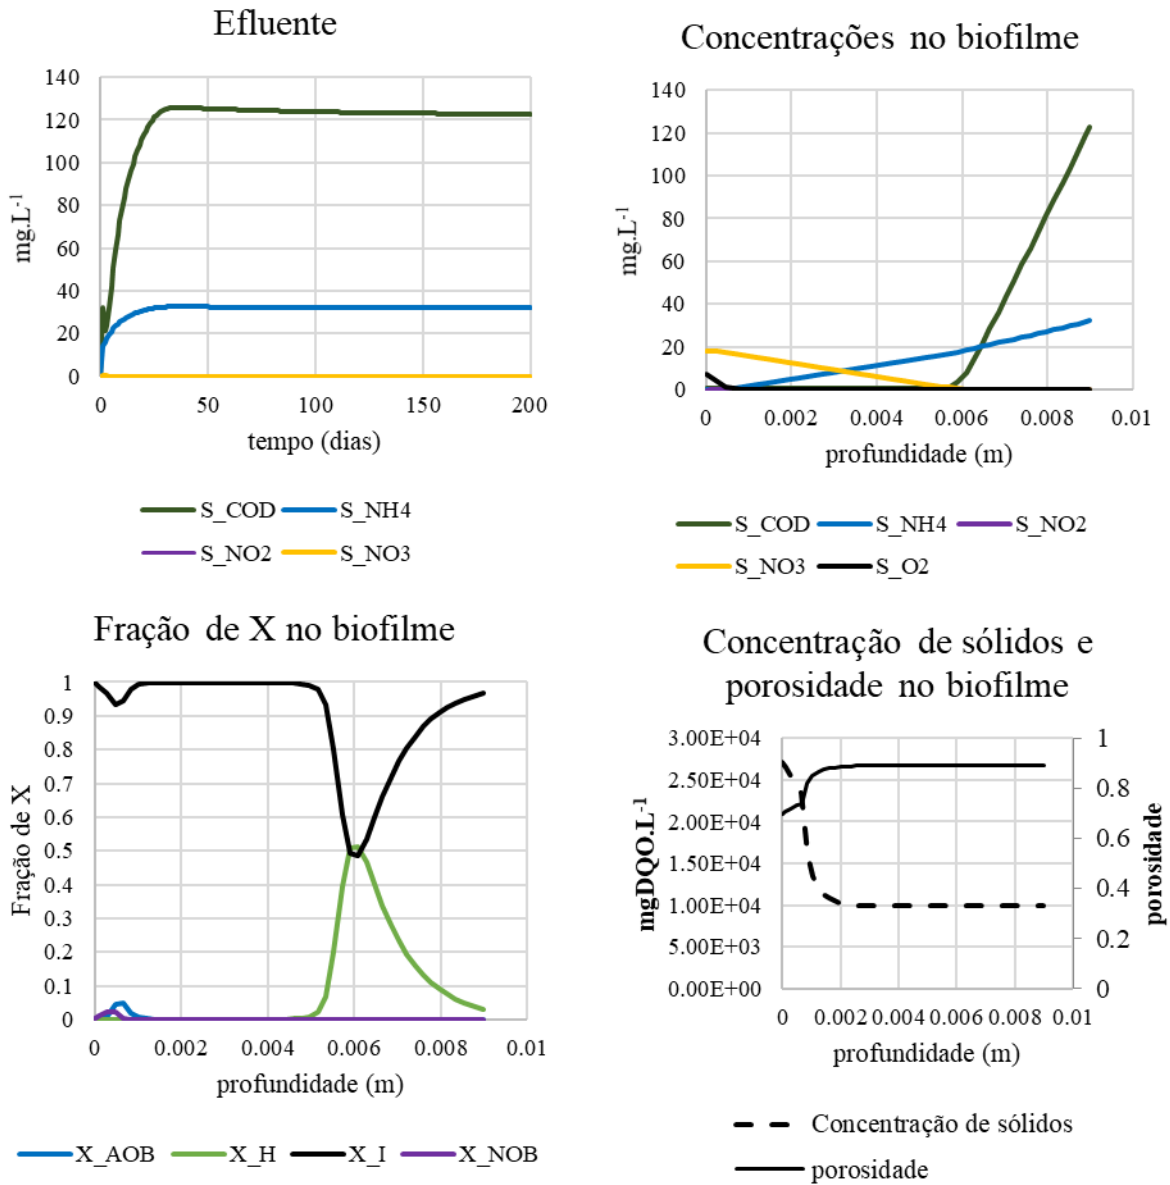 Efluente
140
120
100
80
60
40
20
0
mg.L⁻¹
0 50 100 150 200
tempo (dias)
S_COD S_NH4
S_NO2 S_NO3
Concentrações no biofilme
140
120
100
80
60
40
20
0
mg.L⁻¹
0 0.002 0.004 0.006 0.008 0.01
profundidade (m)
S_COD S_NH4 S_NO2
S_NO3 S_O2
Fração de X no biofilme
1
0.9
0.8
0.7
0.6
0.5
0.4
0.3
0.2
0.1
0
Fração de X
0 0.002 0.004 0.006 0.008 0.01
profundidade (m)
X_AOB X_H X_I X_NOB
Concentração de sólidos e
porosidade no biofilme
3.00E+04
2.50E+04
2.00E+04
1.50E+04
1.00E+04
5.00E+03
0.00E+00
mgDQO.L⁻¹
1
0.8
0.6
0.4
0.2
0
porosidade
0 0.002 0.004 0.006 0.008 0.01
profundidade (m)
Concentração de sólidos
porosidade